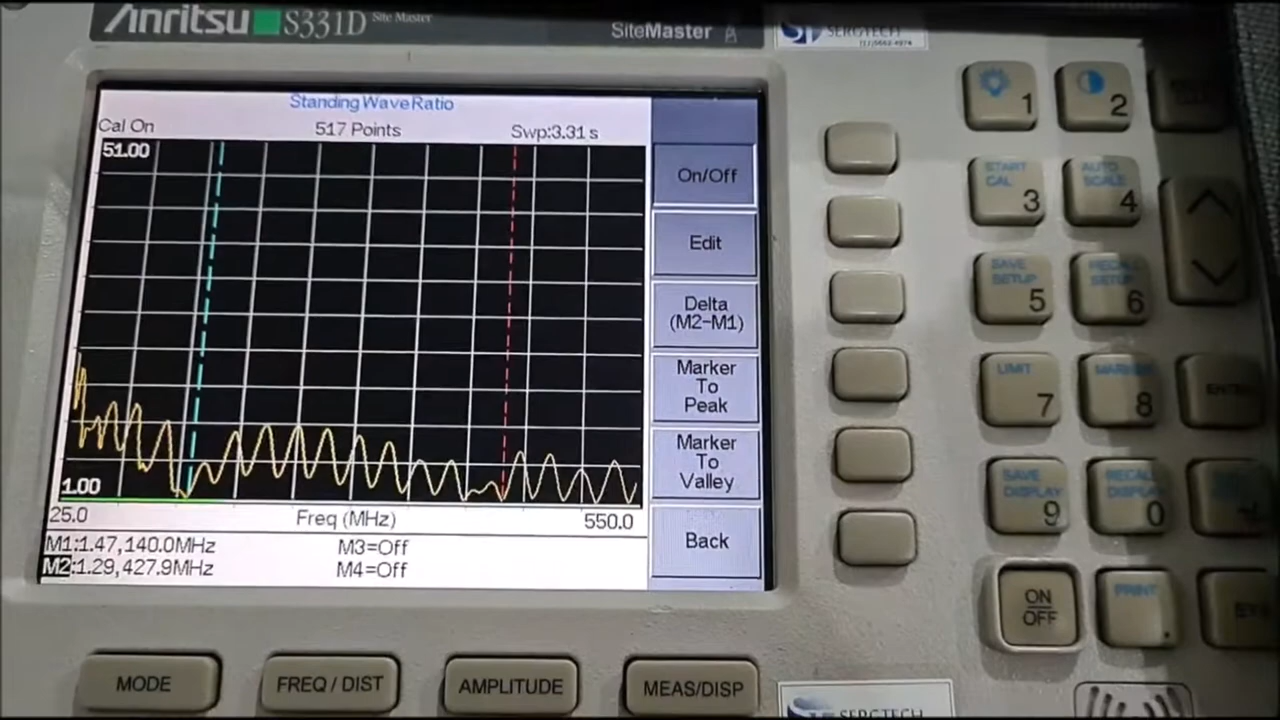 Anritsu S331D Site Master
SiteMaster
SERGTECH
Standing Wave Ratio
Cal On 517 Points Swp:3.31 s
51.00
1.00
25.0 Freq (MHz) 550.0
M1:1.47,140.0MHz M3=Off
M2:1.29,427.9MHz M4=Off
On/Off
Edit
Delta
(M2-M1)
Marker
To
Peak
Marker
To
Valley
Back
1 2
START
CAL
3
AUTO
SCALE
4
SAVE
SETUP
5
RECALL
SETUP
6
LIMIT
7
MARKER
8
ENTER
SAVE
DISPLAY
9
RECALL
DISPLAY
0
ON
OFF
PRINT
.
MODE FREQ / DIST AMPLITUDE MEAS/DISP
SERGTECH